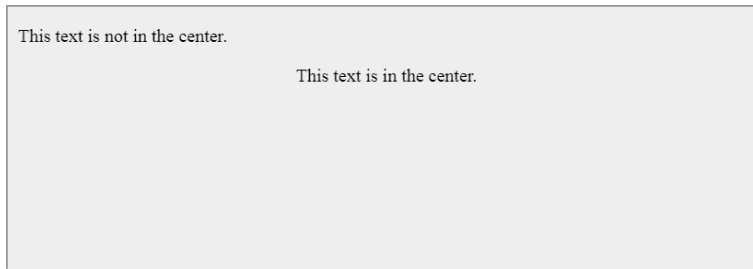 This text is not in the center.
This text is in the center.